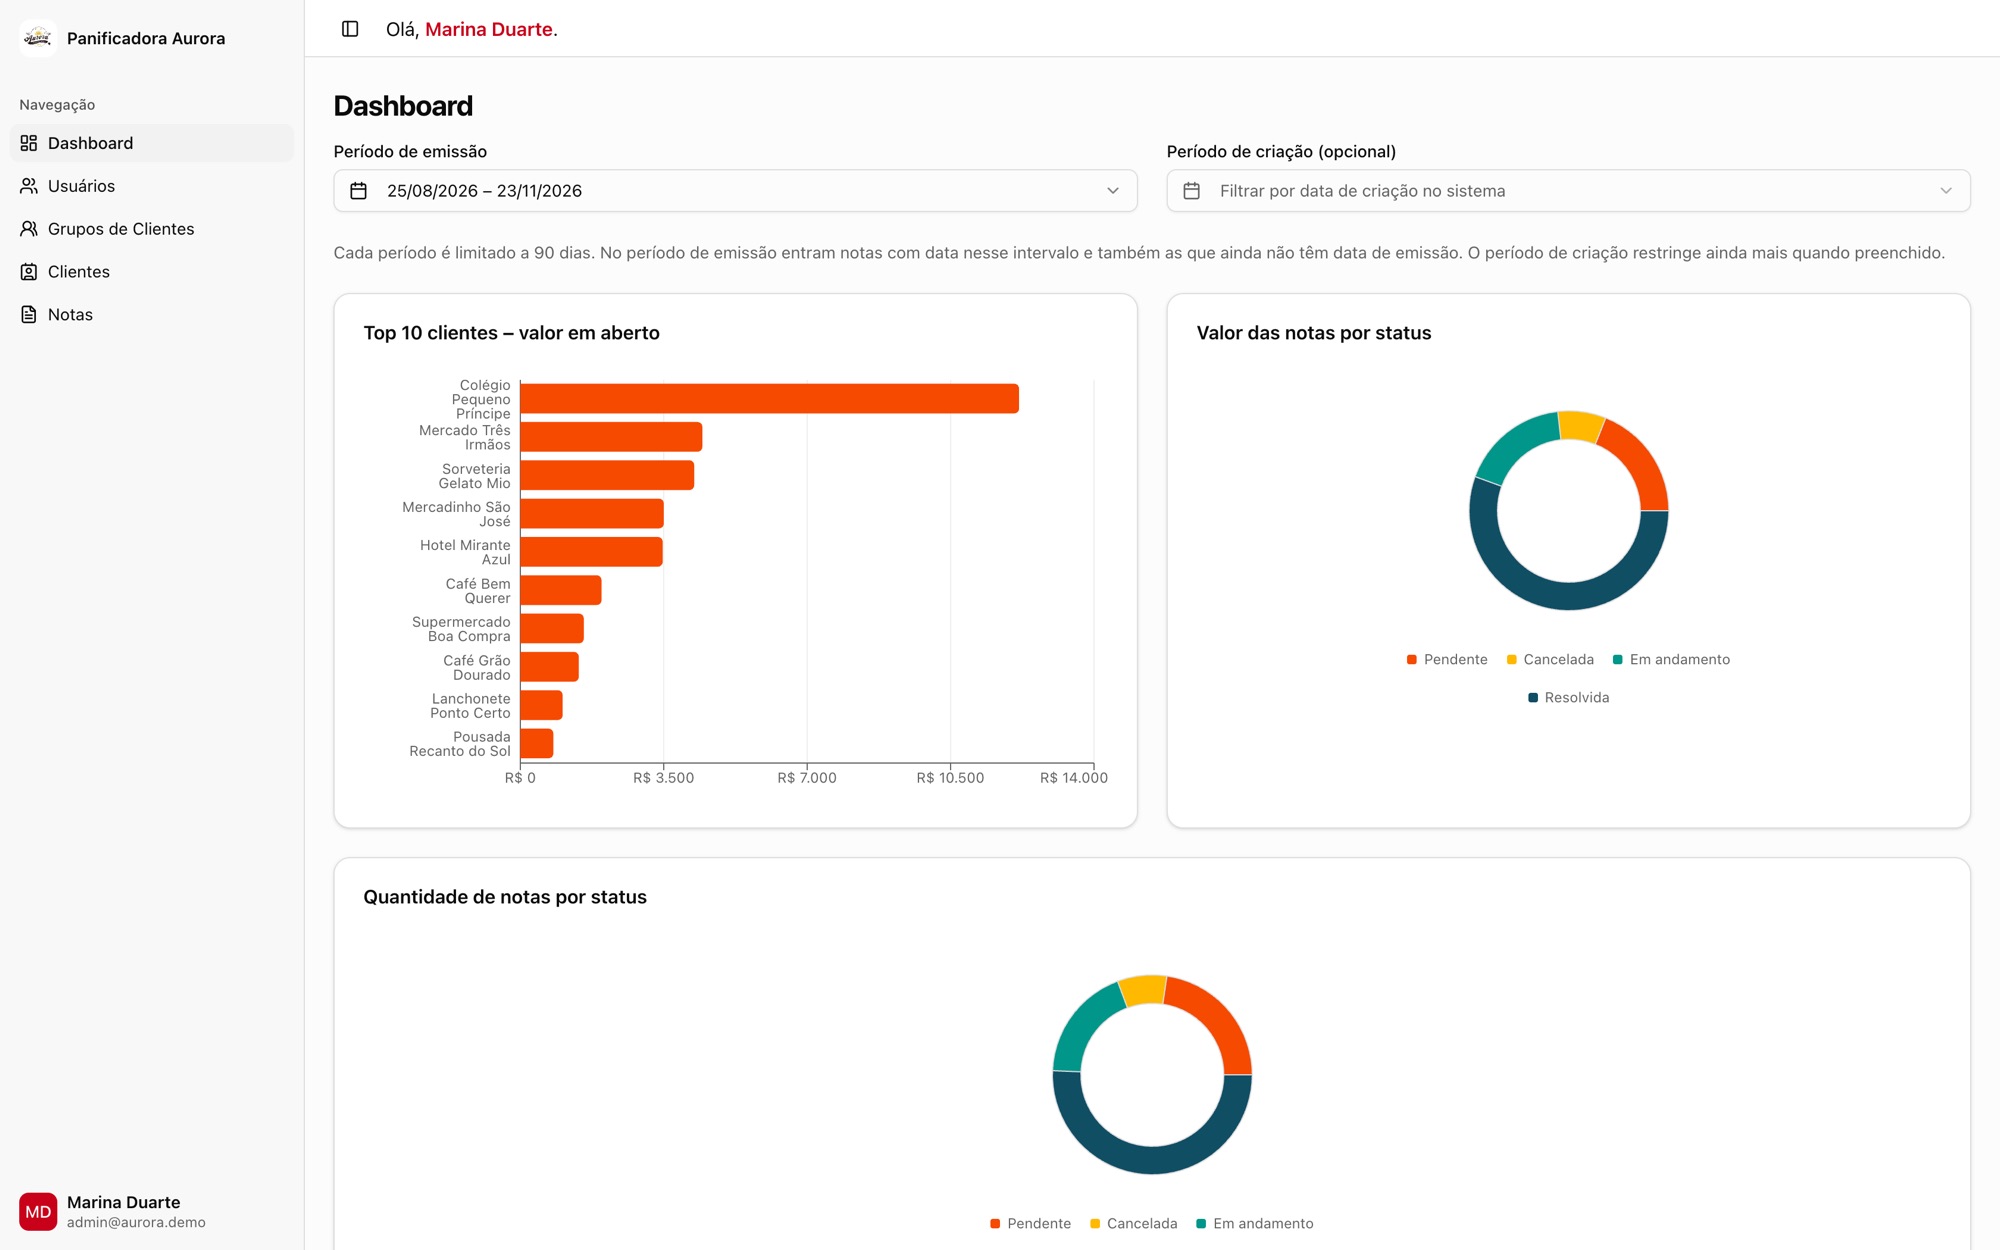 Aurora
Panificadora Aurora
Navegação
Dashboard
Usuários
Grupos de Clientes
Clientes
Notas
MD
Marina Duarte
admin@aurora.demo
Olá, Marina Duarte.
Dashboard
Período de emissão
25/08/2026 – 23/11/2026
Período de criação (opcional)
Filtrar por data de criação no sistema
Cada período é limitado a 90 dias. No período de emissão entram notas com data nesse intervalo e também as que ainda não têm data de emissão. O período de criação restringe ainda mais quando preenchido.
Top 10 clientes – valor em aberto
Colégio
Pequeno
Príncipe
Mercado Três
Irmãos
Sorveteria
Gelato Mio
Mercadinho São
José
Hotel Mirante
Azul
Café Bem
Querer
Supermercado
Boa Compra
Café Grão
Dourado
Lanchonete
Ponto Certo
Pousada
Recanto do Sol
R$ 0
R$ 3.500
R$ 7.000
R$ 10.500
R$ 14.000
Valor das notas por status
Pendente
Cancelada
Em andamento
Resolvida
Quantidade de notas por status
Pendente
Cancelada
Em andamento